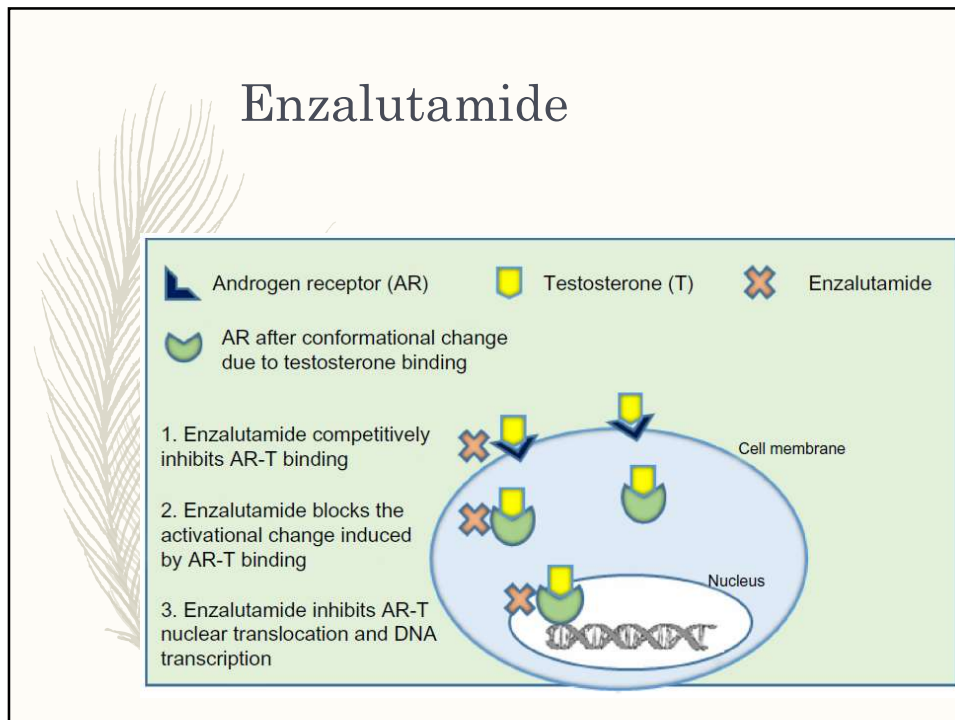 Enzalutamide
Androgen receptor (AR)
Testosterone (T)
Enzalutamide
AR after conformational change
due to testosterone binding
1. Enzalutamide competitively
inhibits AR-T binding
Cell membrane
2. Enzalutamide blocks the
activational change induced
by AR-T binding
Nucleus
3. Enzalutamide inhibits AR-T
nuclear translocation and DNA
transcription